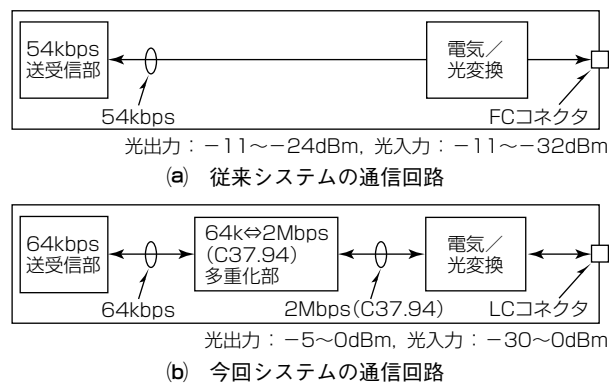 54kbps
送受信部
電気／
光変換
54kbps
FCコネクタ
光出力：−11〜−24dBm, 光入力：−11〜−32dBm
(a) 従来システムの通信回路
64kbps
送受信部
64k⇔2Mbps
(C37.94)
多重化部
電気／
光変換
64kbps
2Mbps(C37.94)
LCコネクタ
光出力：−5〜0dBm, 光入力：−30〜0dBm
(b) 今回システムの通信回路